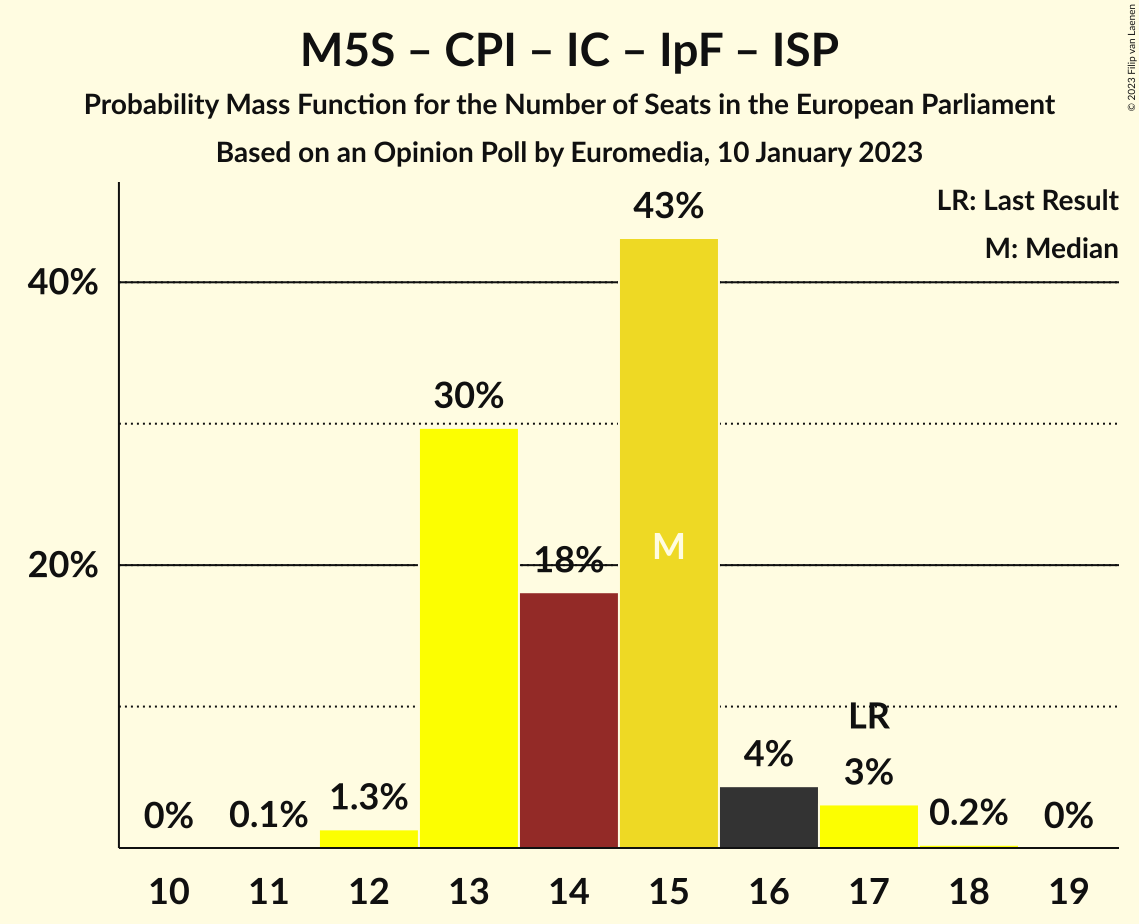 M5S – CPI – IC – IpF – ISP
Probability Mass Function for the Number of Seats in the European Parliament
Based on an Opinion Poll by Euromedia, 10 January 2023
© 2023 Filip van Laenen
LR: Last Result
M: Median
43%
40%
30%
M
18%
20%
LR
4%
3%
1.3%
0%
0.1%
0.2%
0%
10 11 12 13 14 15 16 17 18 19